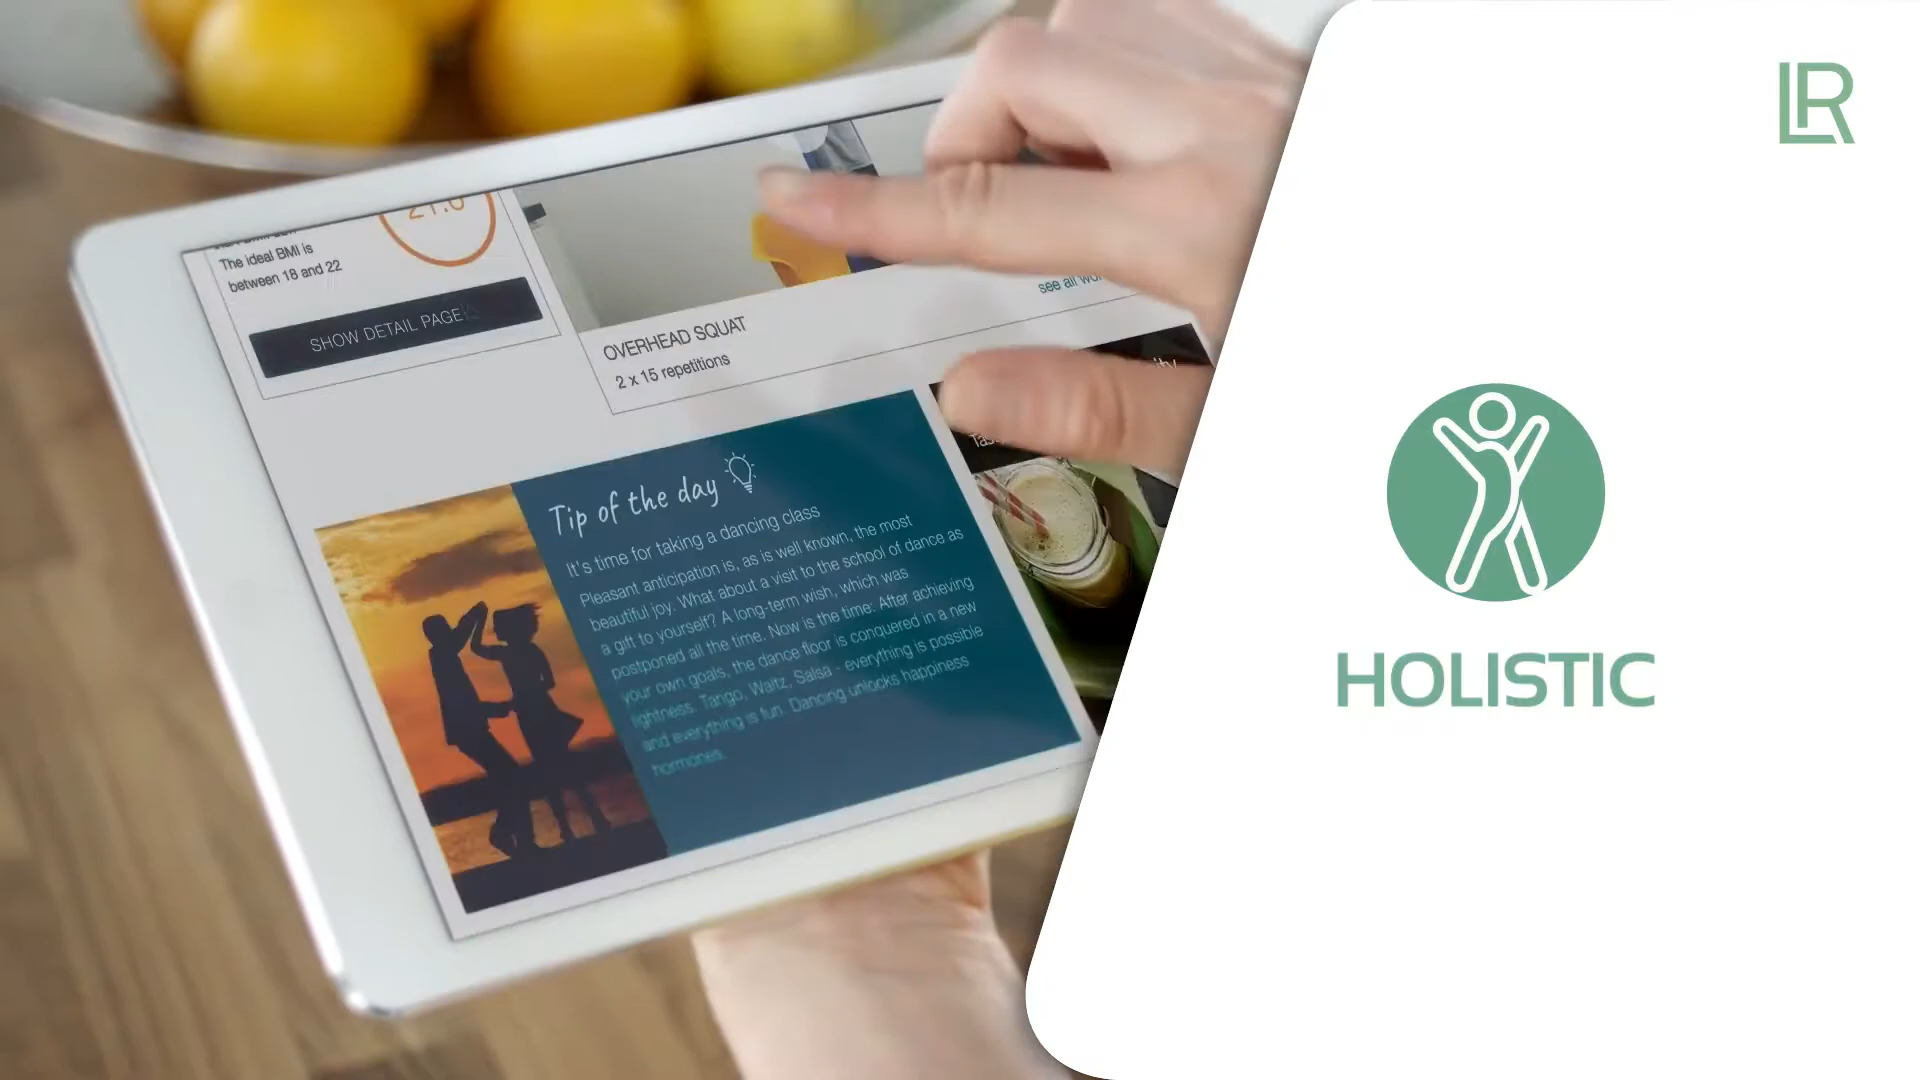 LR
The ideal BMI is
between 18 and 22
SHOW DETAIL PAGE
OVERHEAD SQUAT
2 x 15 repetitions
see all
Tip of the day
It's time for taking a dancing class
Pleasant anticipation is, as is well known, the most
beautiful joy. What about a visit to the school of dance as
a gift to yourself? A long-term wish, which was
postponed all the time. Now is the time: After achieving
your own goals, the dance floor is conquered in a new
lightness. Tango, Waltz, Salsa - everything is possible
and everything is fun. Dancing unlocks happiness
hormones.
HOLISTIC